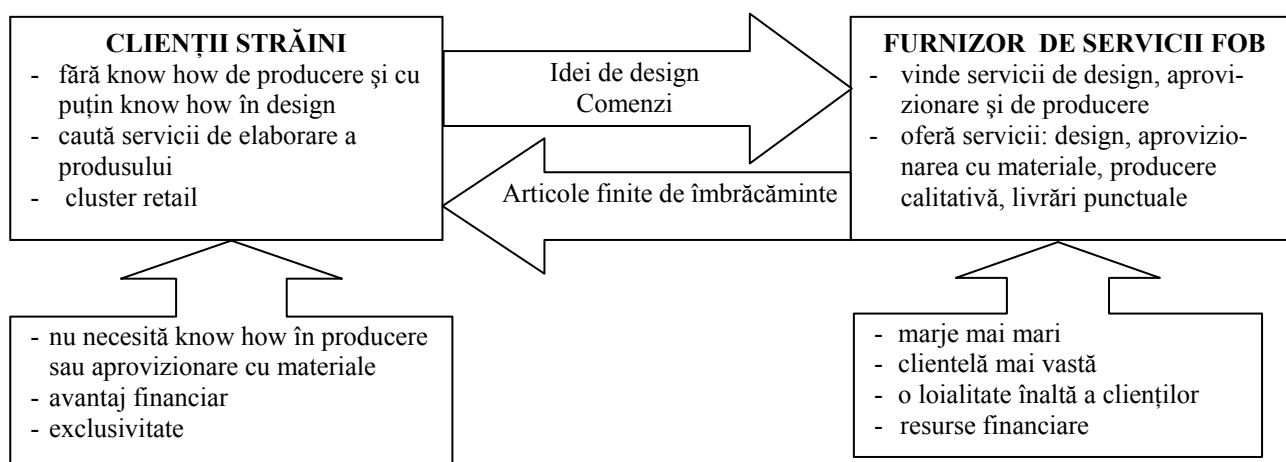 CLIENȚII STRĂINI
- fără know how de producere și cu
puțin know how în design
- caută servicii de elaborare a
produsului
- cluster retail
Idei de design
Comenzi
Articole finite de îmbrăcăminte
FURNIZOR DE SERVICII FOB
- vinde servicii de design, aprovi-
zionare și de producere
- oferă servicii: design, aprovizio-
narea cu materiale, producere
calitativă, livrări punctuale
- nu necesită know how în producere
sau aprovizionare cu materiale
- avantaj financiar
- exclusivitate
- marje mai mari
- clientelă mai vastă
- o loialitate înaltă a clienților
- resurse financiare